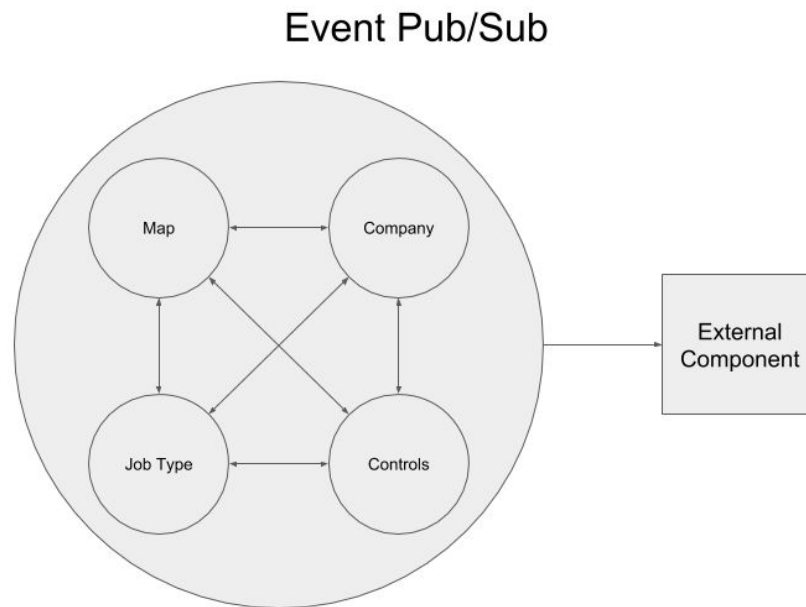 Event Pub/Sub
Map
Company
External
Component
Job Type
Controls